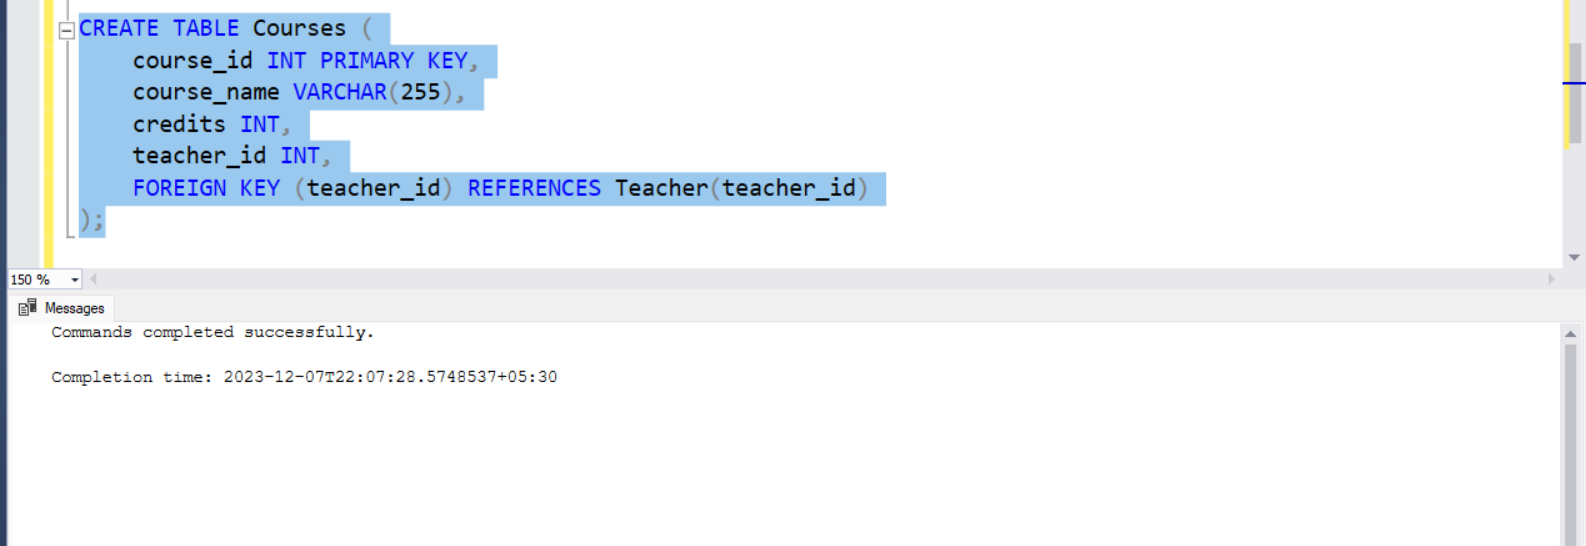 CREATE TABLE Courses (
course_id INT PRIMARY KEY,
course_name VARCHAR(255),
credits INT,
teacher_id INT,
FOREIGN KEY (teacher_id) REFERENCES Teacher(teacher_id)
);
150 %
Messages
Commands completed successfully.
Completion time: 2023-12-07T22:07:28.5748537+05:30